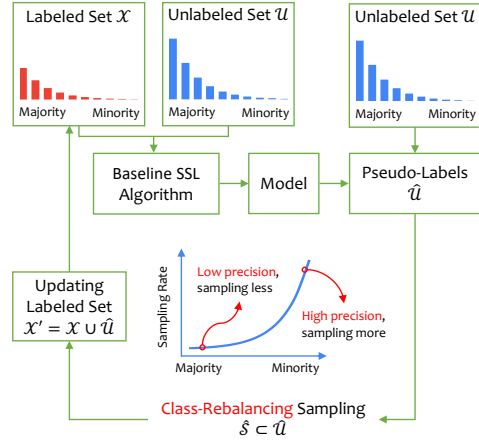 Labeled Set 𝒳
Unlabeled Set 𝒰
Unlabeled Set 𝒰
Majority Minority
Majority Minority
Majority Minority
Baseline SSL
Algorithm
Model
Pseudo-Labels
𝒰̂
Updating
Labeled Set
𝒳′ = 𝒳 ∪ 𝒰̂
Sampling Rate
Low precision,
sampling less
High precision,
sampling more
Majority Minority
Class-Rebalancing Sampling
𝒮̂ ⊂ 𝒰̂